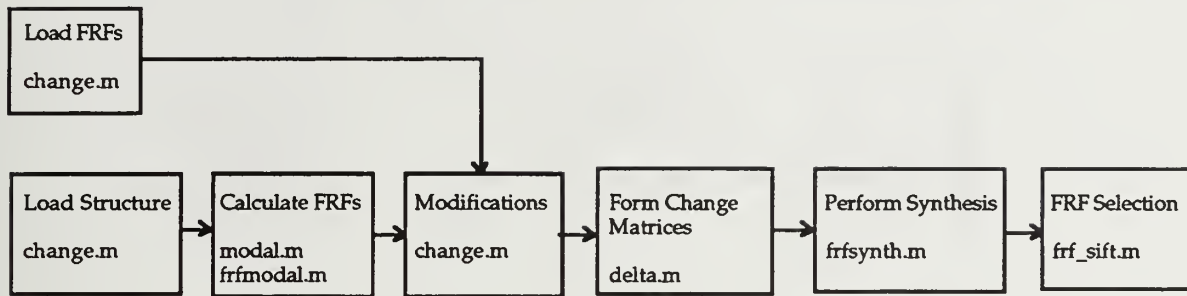 Load FRFs
change.m
Load Structure
change.m
Calculate FRFs
modal.m
frfmodal.m
Modifications
change.m
Form Change
Matrices
delta.m
Perform Synthesis
frfsynth.m
FRF Selection
frf_sift.m